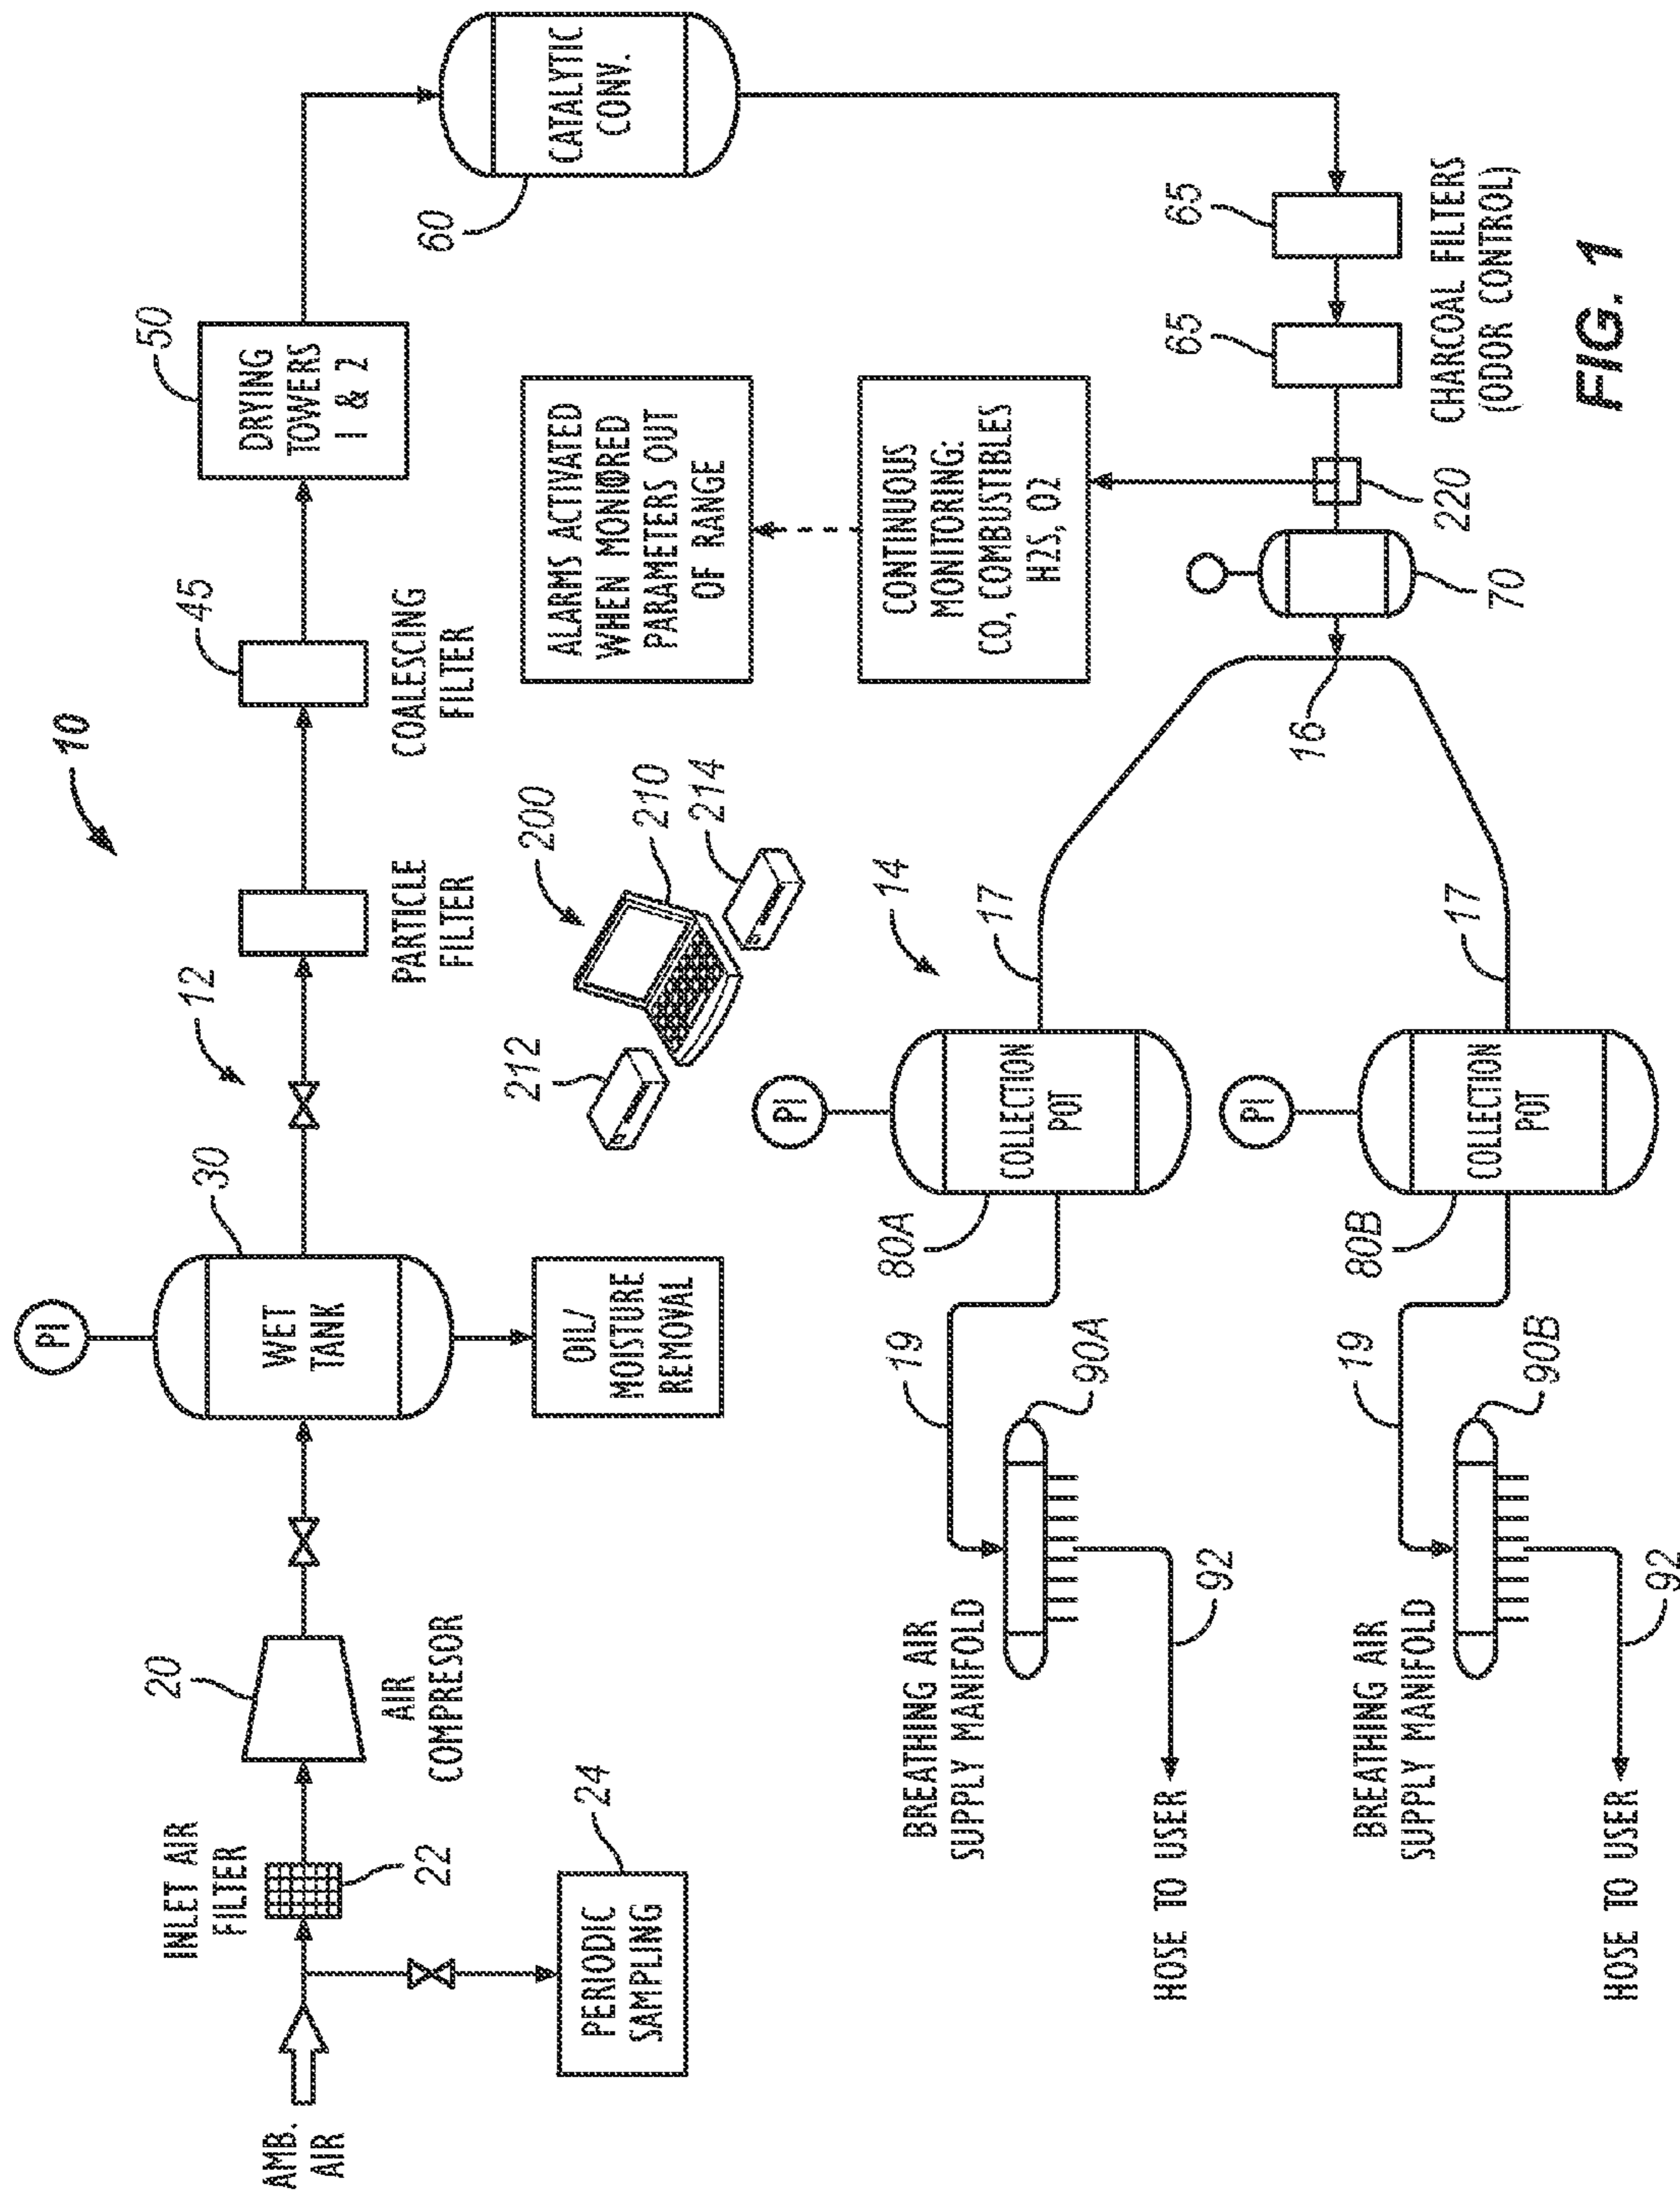 10
PI
WET
TANK
30
12
PARTICLE
FILTER
45
COALESCING
FILTER
50
DRYING
TOWERS
1 & 2
AMB.
AIR
INLET AIR
FILTER
22
20
AIR
COMPRESOR
PERIODIC
SAMPLING
24
OIL/
MOISTURE
REMOVAL
CATALYTIC
CONV.
60
200
210
212
214
ALARMS ACTIVATED
WHEN MONIORED
PARAMETERS OUT
OF RANGE
CONTINUOUS
MONITORING:
CO, COMBUSTIBLES
H2S, O2
BREATHING AIR
SUPPLY MANIFOLD
19
90A
92
HOSE TO USER
PI
COLLECTION
POT
80A
14
17
16
70
220
65
65
CHARCOAL FILTERS
(ODOR CONTROL)
BREATHING AIR
SUPPLY MANIFOLD
19
90B
92
HOSE TO USER
PI
COLLECTION
POT
80B
17
FIG. 1